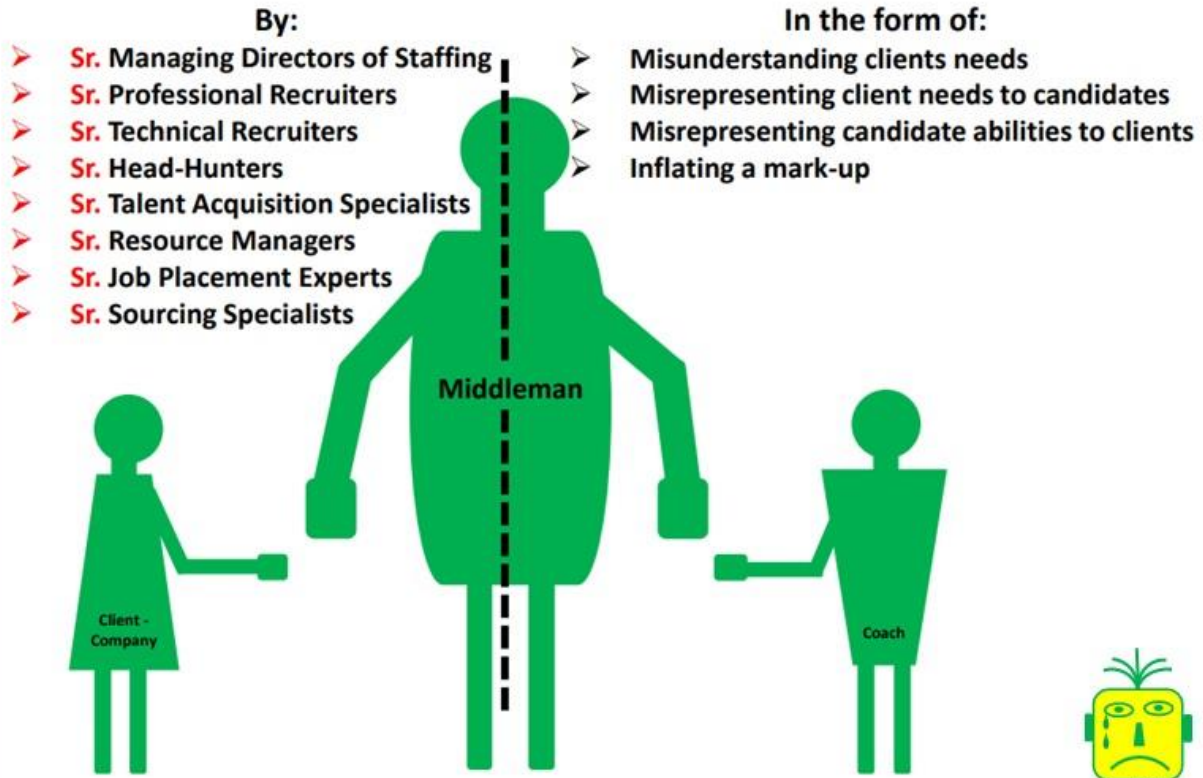 By:
Sr. Managing Directors of Staffing
Sr. Professional Recruiters
Sr. Technical Recruiters
Sr. Head-Hunters
Sr. Talent Acquisition Specialists
Sr. Resource Managers
Sr. Job Placement Experts
Sr. Sourcing Specialists
In the form of:
Misunderstanding clients needs
Misrepresenting client needs to candidates
Misrepresenting candidate abilities to clients
Inflating a mark-up
Middleman
Client -
Company
Coach